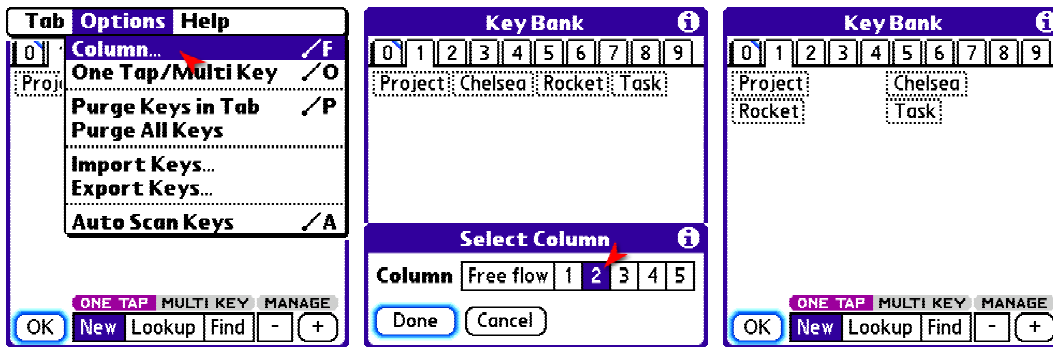 Tab Options Help
0
Column... /F
One Tap/Multi Key /O
Proj
Purge Keys in Tab /P
Purge All Keys
Import Keys...
Export Keys...
Auto Scan Keys /A
ONE TAP MULTI KEY MANAGE
OK New Lookup Find - +
Key Bank i
0 1 2 3 4 5 6 7 8 9
Project Chelsea Rocket Task
Select Column i
Column Free flow 1 2 3 4 5
Done Cancel
Key Bank i
0 1 2 3 4 5 6 7 8 9
Project Chelsea
Rocket Task
ONE TAP MULTI KEY MANAGE
OK New Lookup Find - +